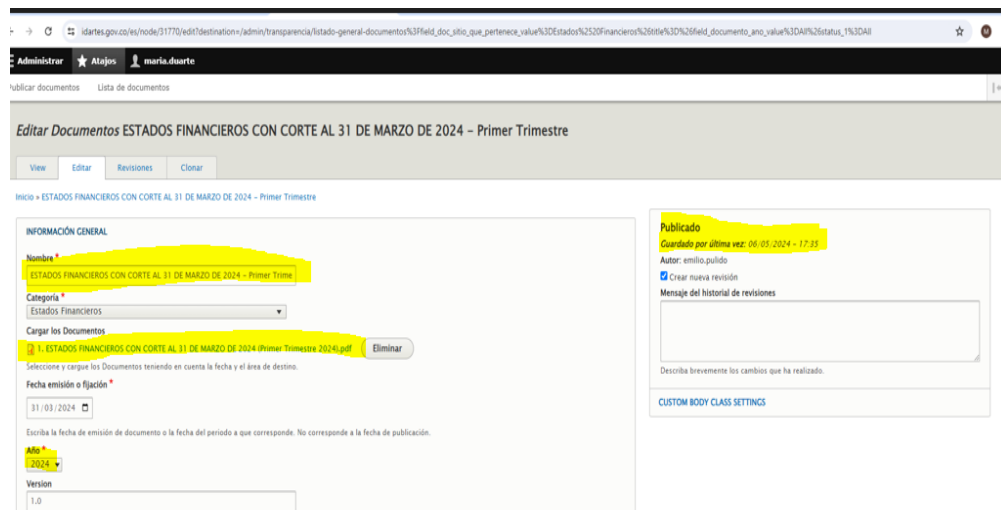 idartes.gov.co/es/node/31770/edit?destination=/admin/transparencia/listado-general-documentos%3Ffield_doc_sitio_que_pertenece_value%3DEstados%2520Financieros%26title%3D%26field_documento_ano_value%3DAll%26status_1%3DAll
Administrar Atajos maria.duarte
Publicar documentos Lista de documentos
Editar Documentos ESTADOS FINANCIEROS CON CORTE AL 31 DE MARZO DE 2024 – Primer Trimestre
View Editar Revisiones Clonar
Inicio » ESTADOS FINANCIEROS CON CORTE AL 31 DE MARZO DE 2024 – Primer Trimestre
INFORMACIÓN GENERAL
Nombre *
ESTADOS FINANCIEROS CON CORTE AL 31 DE MARZO DE 2024 – Primer Trime
Categoría *
Estados Financieros
Cargar los Documentos
1. ESTADOS FINANCIEROS CON CORTE AL 31 DE MARZO DE 2024 (Primer Trimestre 2024).pdf Eliminar
Seleccione y cargue los Documentos teniendo en cuenta la fecha y el área de destino.
Fecha emisión o fijación *
31/03/2024
Escriba la fecha de emisión de documento o la fecha del periodo a que corresponde. No corresponde a la fecha de publicación.
Año *
2024
Version
1.0
Publicado
Guardado por última vez: 06/05/2024 – 17:35
Autor: emilio.pulido
Crear nueva revisión
Mensaje del historial de revisiones
Describa brevemente los cambios que ha realizado.
CUSTOM BODY CLASS SETTINGS